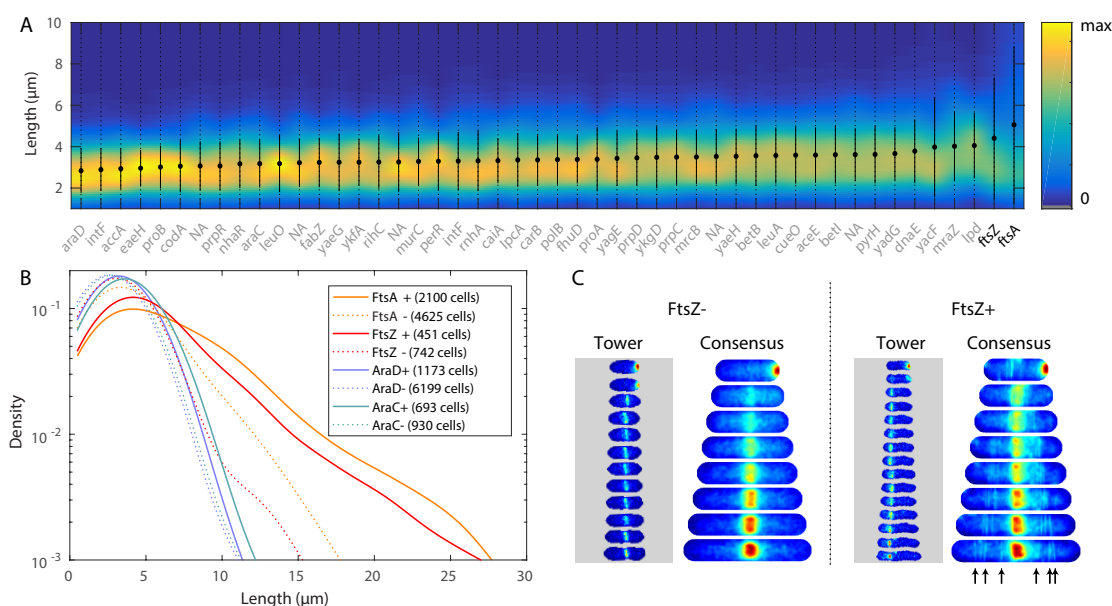 A
10
8
6
4
2
Length (µm)
max
0
araD
intF
accA
eaeH
proB
codA
NA
prpR
nhaR
araC
leuO
NA
fabZ
yaeG
ykfA
rihC
NA
murC
perR
intF
rnhA
caiA
lpcA
carB
polB
fhuD
proA
yagE
prpD
ykgD
prpC
mrcB
NA
yaeH
betB
leuA
cueO
aceE
betI
NA
pyrH
yadG
dnaE
yacF
mraZ
lpd
ftsZ
ftsA
B
10-1
10-2
10-3
Density
0 5 10 15 20 25 30
Length (µm)
FtsA + (2100 cells)
FtsA - (4625 cells)
FtsZ + (451 cells)
FtsZ - (742 cells)
AraD+ (1173 cells)
AraD- (6199 cells)
AraC+ (693 cells)
AraC- (930 cells)
C
FtsZ- FtsZ+
Tower Consensus Tower Consensus